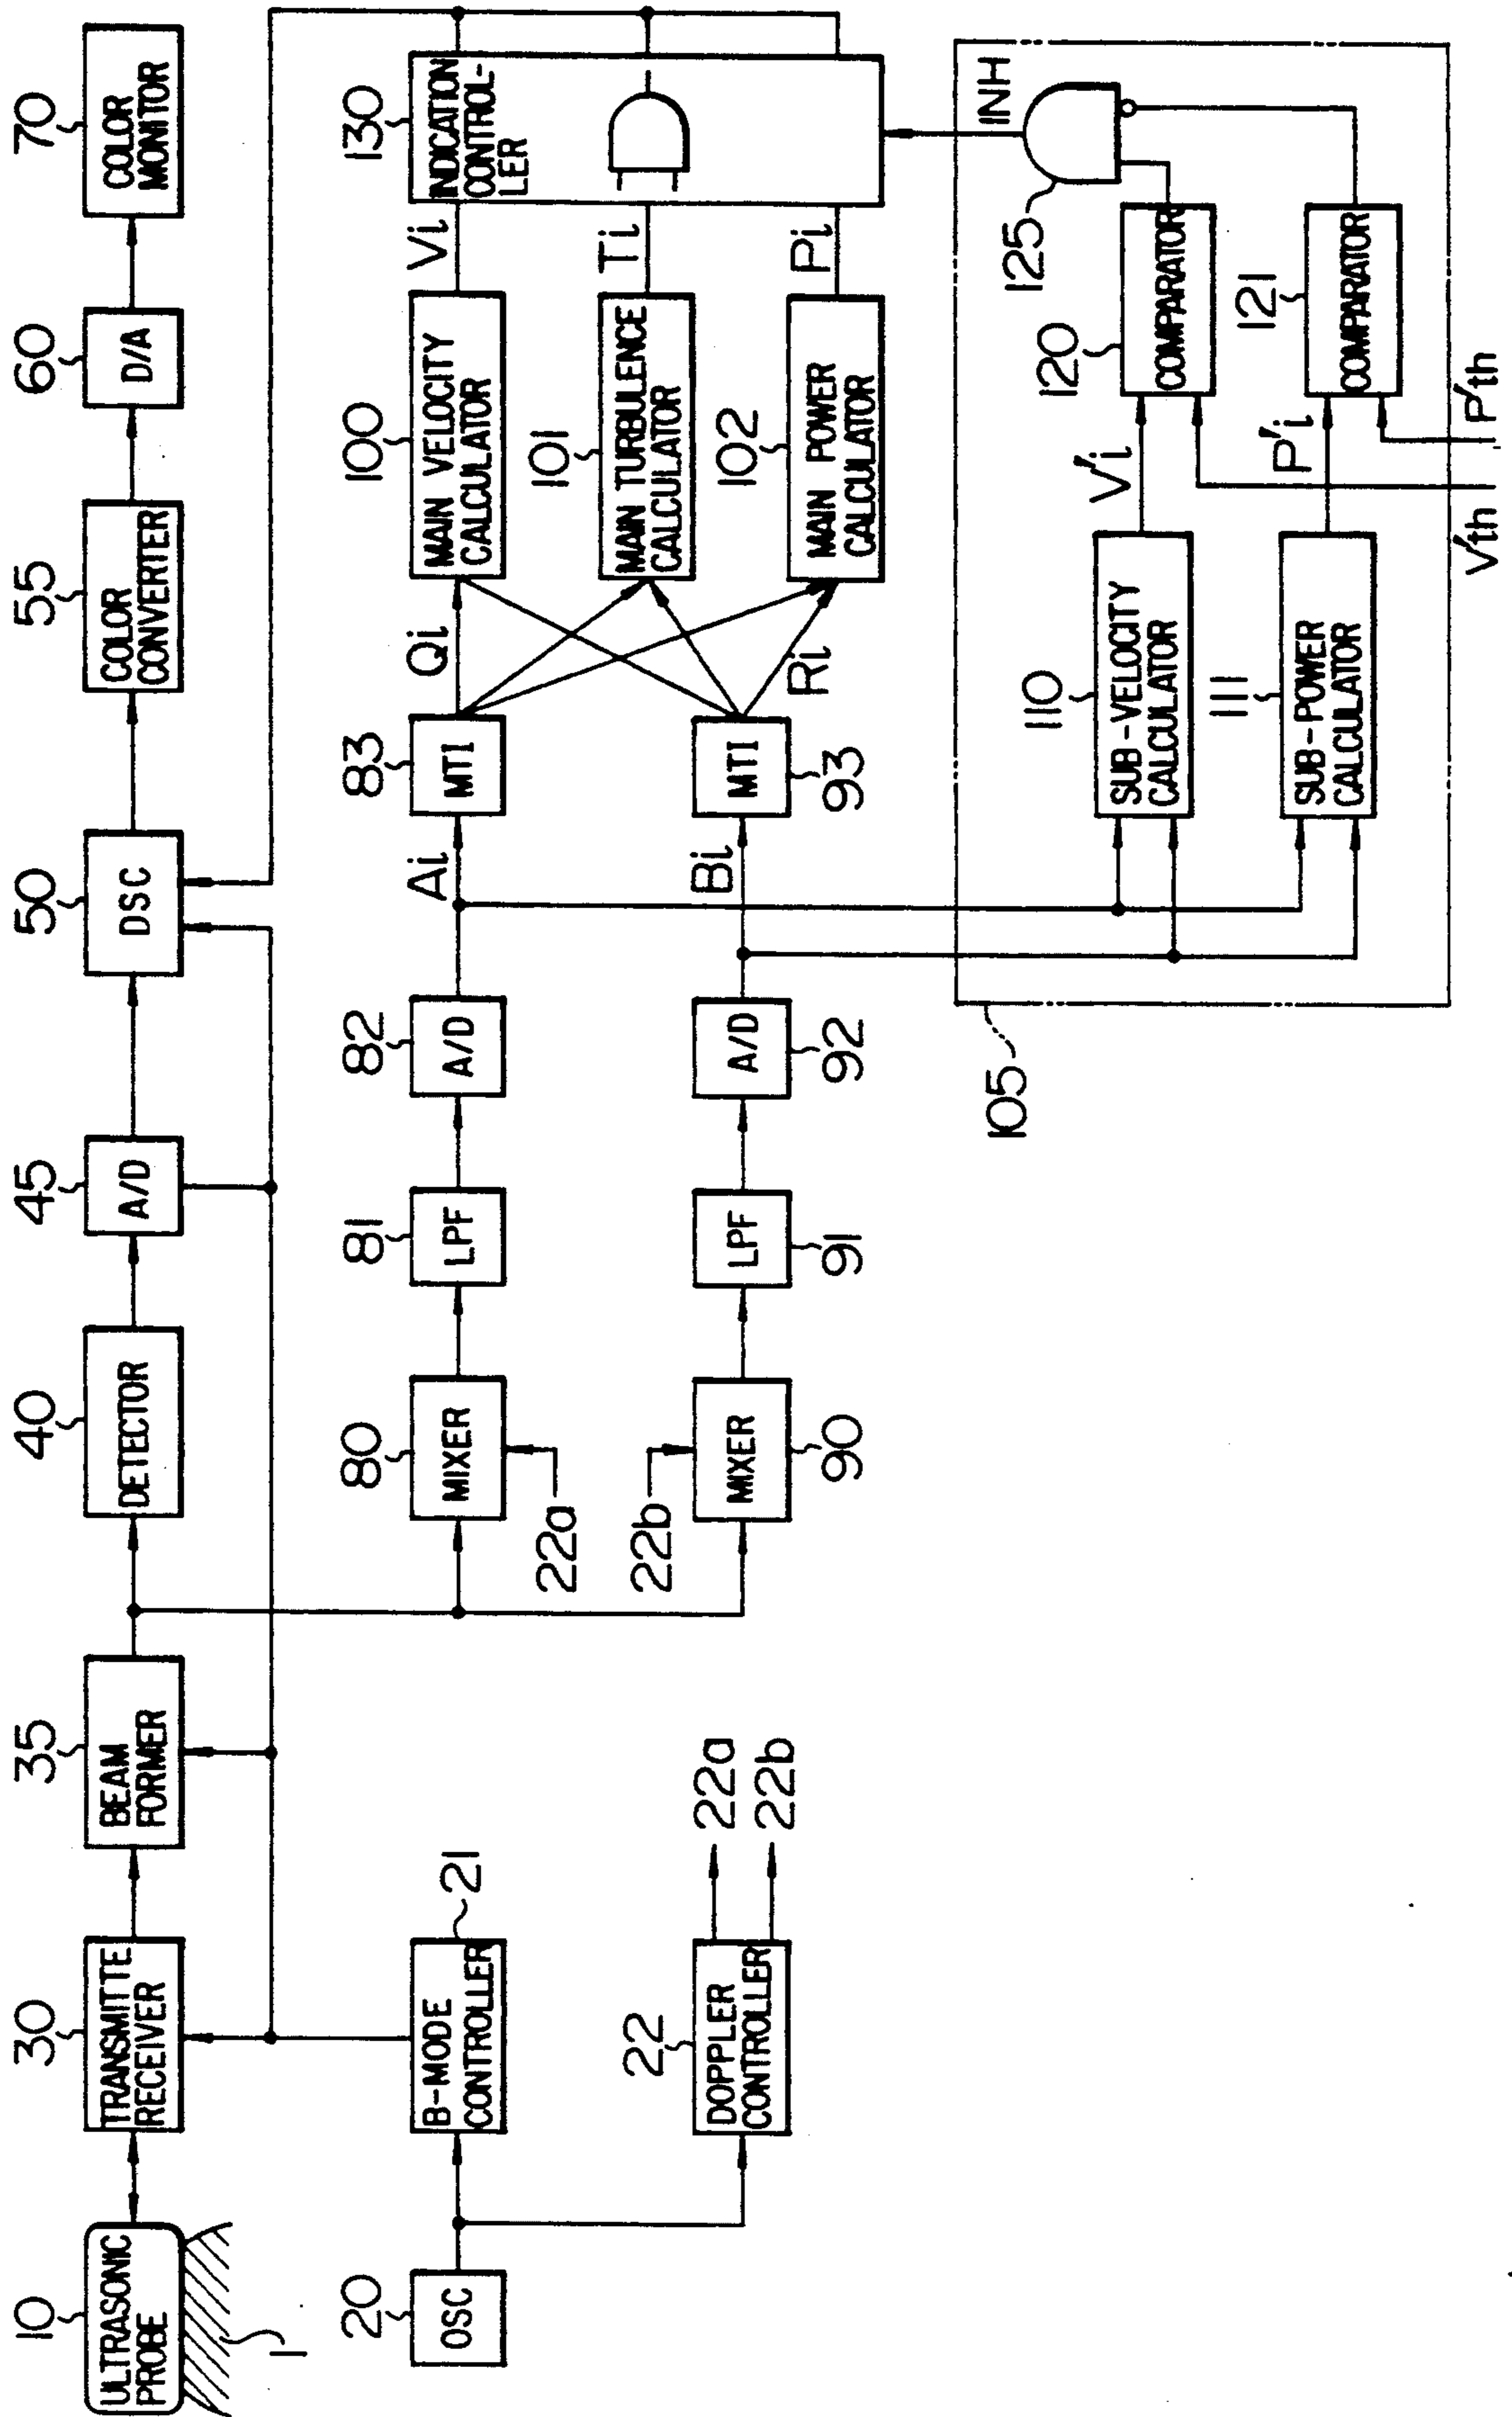 10
ULTRASONIC
PROBE
1
30
TRANSMITTE
RECEIVER
35
BEAM
FORMER
40
DETECTOR
45
A/D
50
DSC
55
COLOR
CONVERTER
60
D/A
70
COLOR
MONITOR
20
OSC
21
B-MODE
CONTROLLER
22
DOPPLER
CONTROLLER
22a
22b
80
MIXER
22a
81
LPF
82
A/D
Ai
83
MTI
Qi
100
MAIN VELOCITY
CALCULATOR
Vi
130
INDICATION
CONTROL-
LER
22b
MIXER
90
LPF
91
A/D
92
Bi
MTI
93
Ri
101
MAIN TURBULENCE
CALCULATOR
Ti
102
MAIN POWER
CALCULATOR
Pi
105
110
SUB-VELOCITY
CALCULATOR
V'i
120
COMPARATOR
125
INH
111
SUB-POWER
CALCULATOR
P'i
121
COMPARATOR
V'th
P'th